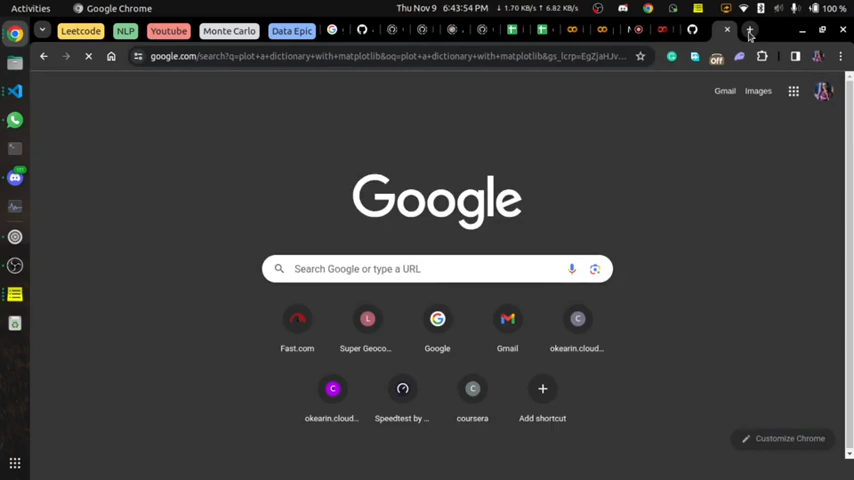 Activities Google Chrome Thu Nov 9 6:43:54 PM ↓ 1.70 KB/s ↑ 6.82 KB/s 100 %
Leetcode NLP Youtube Monte Carlo Data Epic
google.com/search?q=plot+a+dictionary+with+matplotlib&oq=plot+a+dictionary+with+matplotlib&gs_lcrp=EgZjaHJv...
Off
Gmail Images
Google
Search Google or type a URL
L G C
Fast.com Super Geoco... Google Gmail okearin.cloud...
C C
okearin.cloud... Speedtest by ... coursera Add shortcut
Customize Chrome